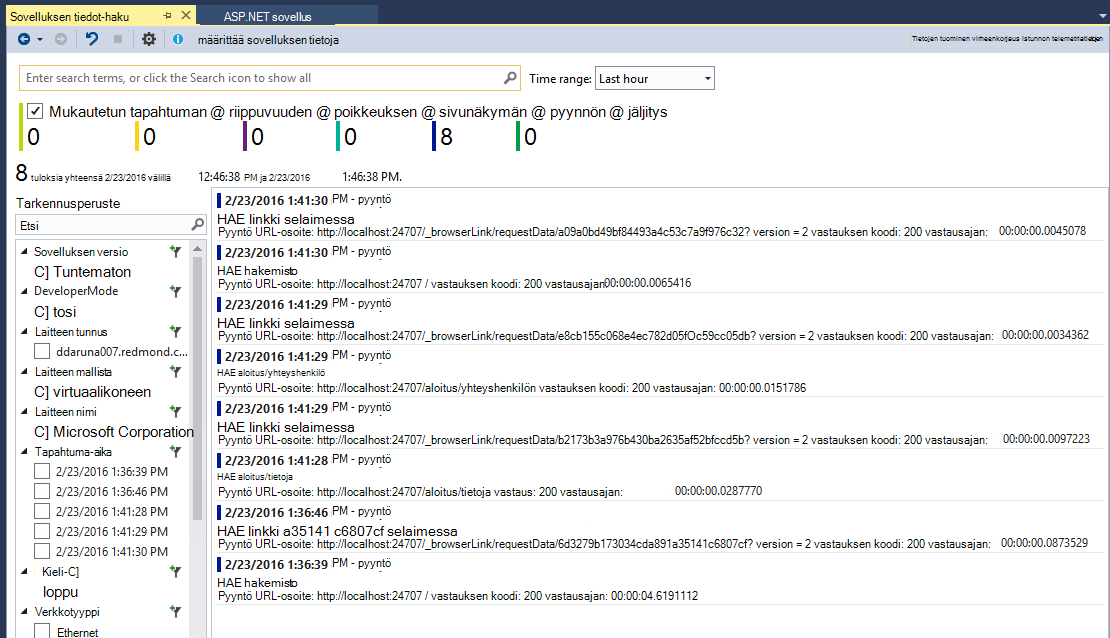 Sovelluksen tiedot-haku
ASP.NET sovellus
määrittää sovelluksen tietoja
Tietojen tuominen virheenkorjaus istunnon telemetriatietojen
Enter search terms, or click the Search icon to show all
Time range: Last hour
Mukautetun tapahtuman @ riippuvuuden @ poikkeuksen @ sivunäkymän @ pyynnön @ jäljitys
0 0 0 0 8 0
8 tuloksia yhteensä 2/23/2016 välillä 12:46:38 PM ja 2/23/2016 1:46:38 PM.
Tarkennusperuste
Etsi
Sovelluksen versio
C] Tuntematon
DeveloperMode
C] tosi
Laitteen tunnus
ddaruna007.redmond.c...
Laitteen mallista
C] virtuaalikoneen
Laitteen nimi
C] Microsoft Corporation
Tapahtuma-aika
2/23/2016 1:36:39 PM
2/23/2016 1:36:46 PM
2/23/2016 1:41:28 PM
2/23/2016 1:41:29 PM
2/23/2016 1:41:30 PM
Kieli-C]
loppu
Verkkotyyppi
Ethernet
2/23/2016 1:41:30 PM - pyyntö
HAE linkki selaimessa
Pyyntö URL-osoite: http://localhost:24707/_browserLink/requestData/a09a0bd49bf84493a4c53c7a9f976c32? version = 2 vastauksen koodi: 200 vastausajan: 00:00:00.0045078
2/23/2016 1:41:30 PM - pyyntö
HAE hakemisto
Pyyntö URL-osoite: http://localhost:24707 / vastauksen koodi: 200 vastausajan00:00:00.0065416
2/23/2016 1:41:29 PM - pyyntö
HAE linkki selaimessa
Pyyntö URL-osoite: http://localhost:24707/_browserLink/requestData/e8cb155c068e4ec782d05fOc59cc05db? version = 2 vastauksen koodi: 200 vastausajan: 00:00:00.0034362
2/23/2016 1:41:29 PM - pyyntö
HAE aloitus/yhteyshenkilö
Pyyntö URL-osoite: http://localhost:24707/aloitus/yhteyshenkilön vastauksen koodi: 200 vastausajan: 00:00:00.0151786
2/23/2016 1:41:29 PM - pyyntö
HAE linkki selaimessa
Pyyntö URL-osoite: http://localhost:24707/_browserLink/requestData/b2173b3a976b430ba2635af52bfccd5b? version = 2 vastauksen koodi: 200 vastausajan: 00:00:00.0097223
2/23/2016 1:41:28 PM - pyyntö
HAE aloitus/tietoja
Pyyntö URL-osoite: http://localhost:24707/aloitus/tietoja vastaus: 200 vastausajan: 00:00:00.0287770
2/23/2016 1:36:46 PM - pyyntö
HAE linkki a35141 c6807cf selaimessa
Pyyntö URL-osoite: http://localhost:24707/_browserLink/requestData/6d3279b173034cda891a35141c6807cf? version = 2 vastauksen koodi: 200 vastausajan: 00:00:00.0873529
2/23/2016 1:36:39 PM - pyyntö
HAE hakemisto
Pyyntö URL-osoite: http://localhost:24707 / vastauksen koodi: 200 vastausajan: 00:00:04.6191112